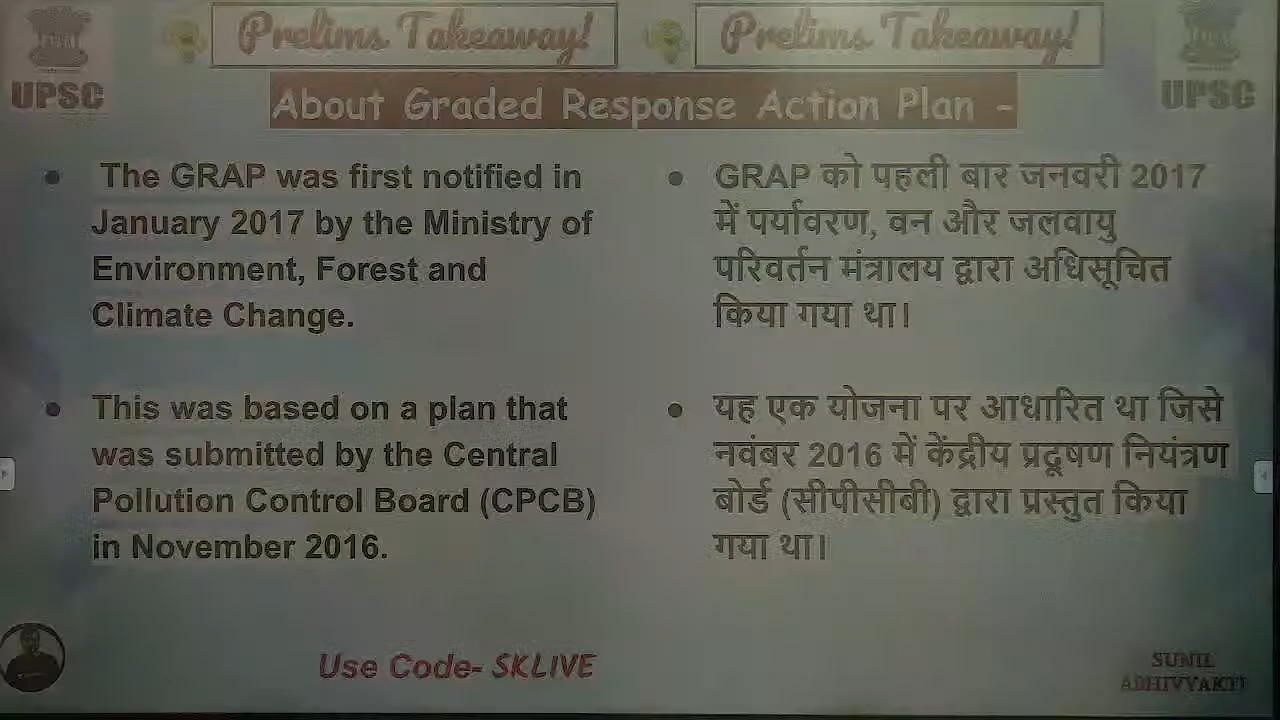 Prelims Takeaway!
Prelims Takeaway!
UPSC
UPSC
About Graded Response Action Plan -
The GRAP was first notified in
January 2017 by the Ministry of
Environment, Forest and
Climate Change.
This was based on a plan that
was submitted by the Central
Pollution Control Board (CPCB)
in November 2016.
GRAP को पहली बार जनवरी 2017
में पर्यावरण, वन और जलवायु
परिवर्तन मंत्रालय द्वारा अधिसूचित
किया गया था।
यह एक योजना पर आधारित था जिसे
नवंबर 2016 में केंद्रीय प्रदूषण नियंत्रण
बोर्ड (सीपीसीबी) द्वारा प्रस्तुत किया
गया था।
Use Code- SKLIVE
SUNIL
ABHIVYAKTI